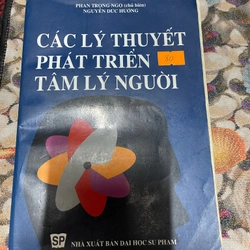 PHAN TRỌNG NGỌ (chủ biên)
NGUYỄN ĐỨC HƯỞNG
CÁC LÝ THUYẾT
PHÁT TRIỂN
TÂM LÝ NGƯỜI
SP
NHÀ XUẤT BẢN ĐẠI HỌC SƯ PHẠM